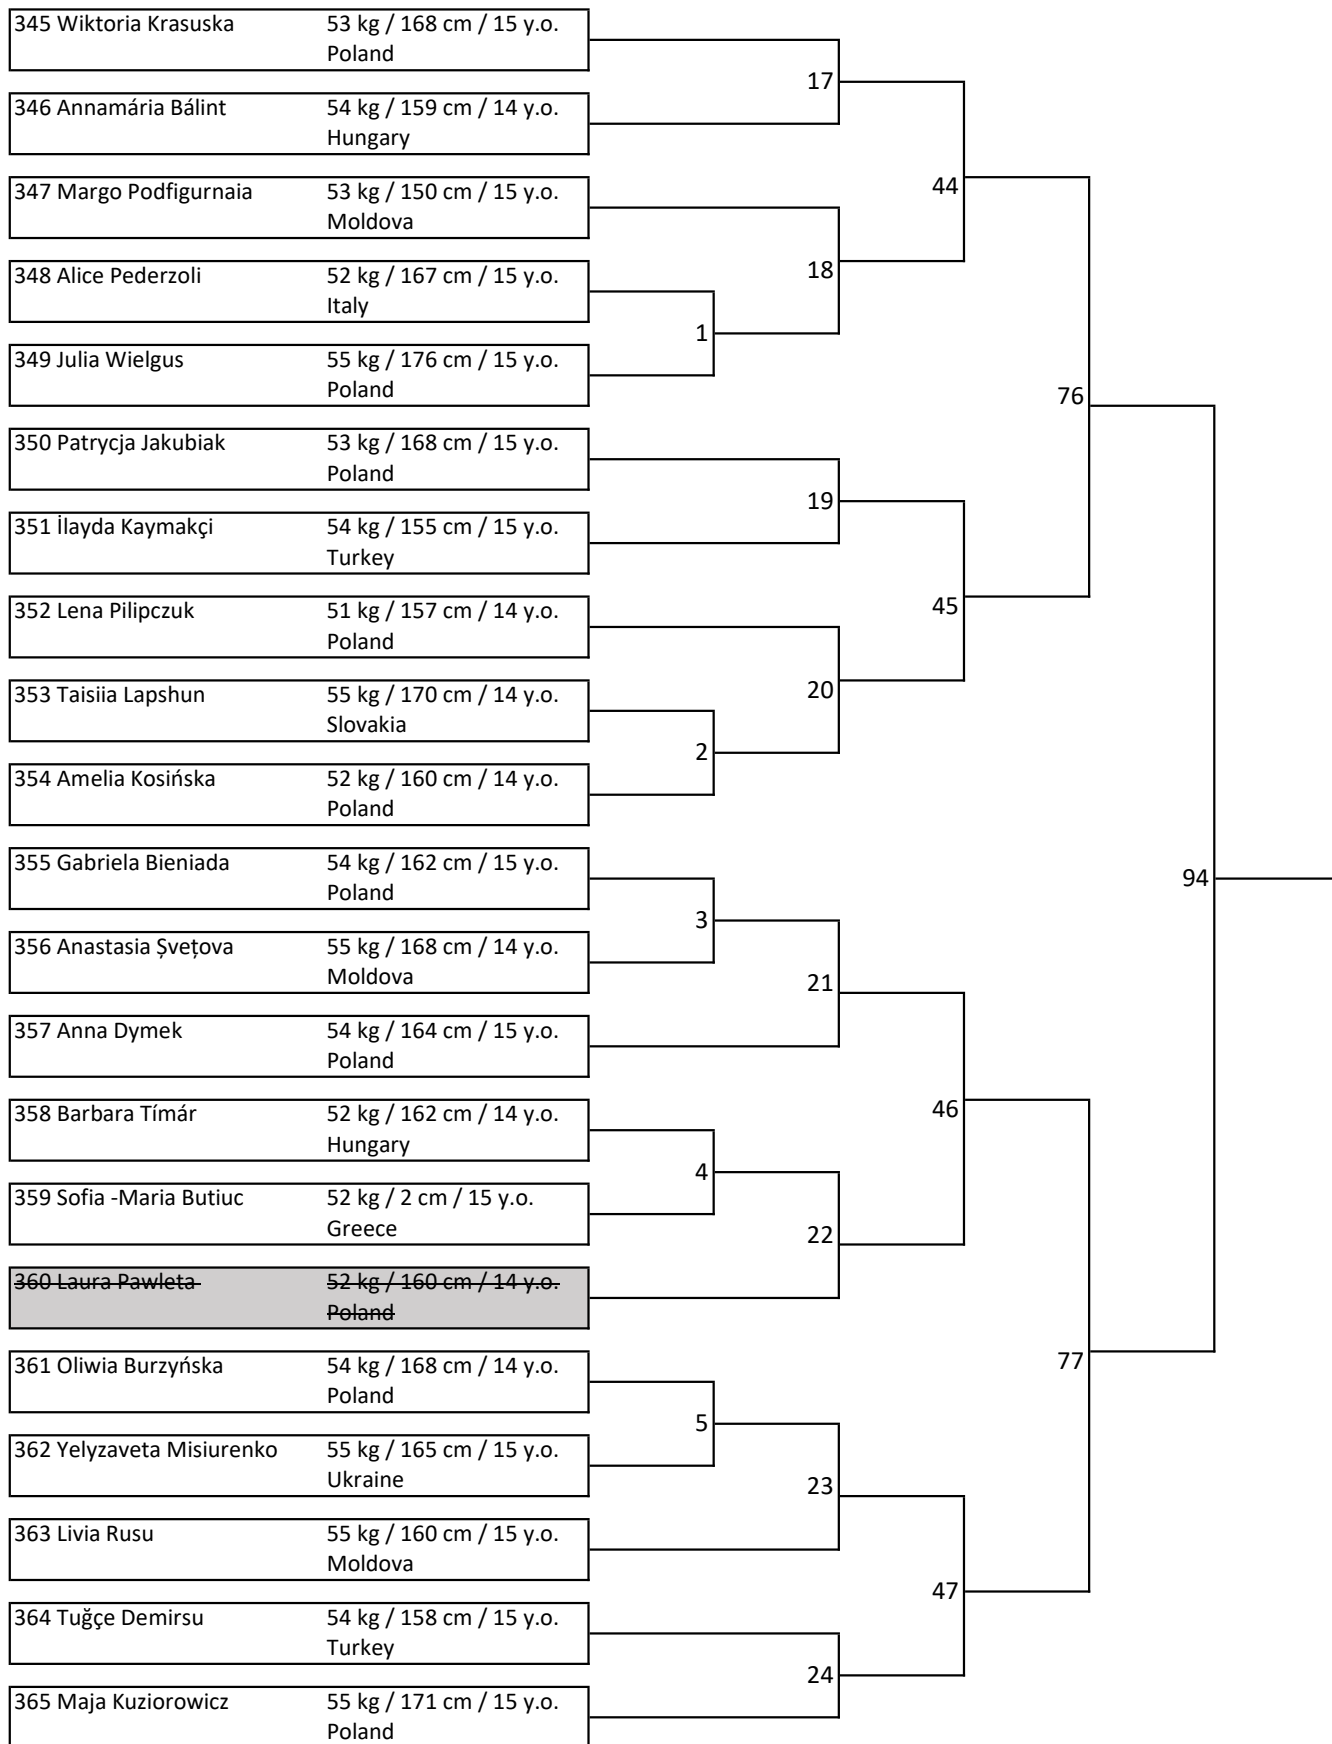 345 Wiktoria Krasuska 53 kg / 168 cm / 15 y.o.
Poland
17
346 Annamária Bálint 54 kg / 159 cm / 14 y.o.
Hungary
347 Margo Podfigurnaia 53 kg / 150 cm / 15 y.o.
44
Moldova
348 Alice Pederzoli 52 kg / 167 cm / 15 y.o.
18
Italy
1
349 Julia Wielgus 55 kg / 176 cm / 15 y.o.
Poland
76
350 Patrycja Jakubiak 53 kg / 168 cm / 15 y.o.
Poland
19
351 İlayda Kaymakçi 54 kg / 155 cm / 15 y.o.
Turkey
352 Lena Pilipczuk 51 kg / 157 cm / 14 y.o.
45
Poland
353 Taisiia Lapshun 55 kg / 170 cm / 14 y.o.
20
Slovakia
2
354 Amelia Kosińska 52 kg / 160 cm / 14 y.o.
Poland
355 Gabriela Bieniada 54 kg / 162 cm / 15 y.o.
94
Poland
3
356 Anastasia Șvețova 55 kg / 168 cm / 14 y.o.
Moldova
21
357 Anna Dymek 54 kg / 164 cm / 15 y.o.
Poland
358 Barbara Tímár 52 kg / 162 cm / 14 y.o.
46
Hungary
4
359 Sofia -Maria Butiuc 52 kg / 2 cm / 15 y.o.
Greece
22
360 Laura Pawleta 52 kg / 160 cm / 14 y.o.
Poland
361 Oliwia Burzyńska 54 kg / 168 cm / 14 y.o.
77
Poland
5
362 Yelyzaveta Misiurenko 55 kg / 165 cm / 15 y.o.
Ukraine
23
363 Livia Rusu 55 kg / 160 cm / 15 y.o.
Moldova
47
364 Tuğçe Demirsu 54 kg / 158 cm / 15 y.o.
Turkey
24
365 Maja Kuziorowicz 55 kg / 171 cm / 15 y.o.
Poland